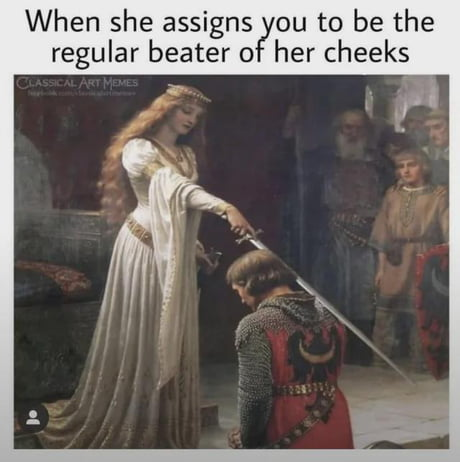 When she assigns you to be the
regular beater of her cheeks
CLASSICAL ART MEMES